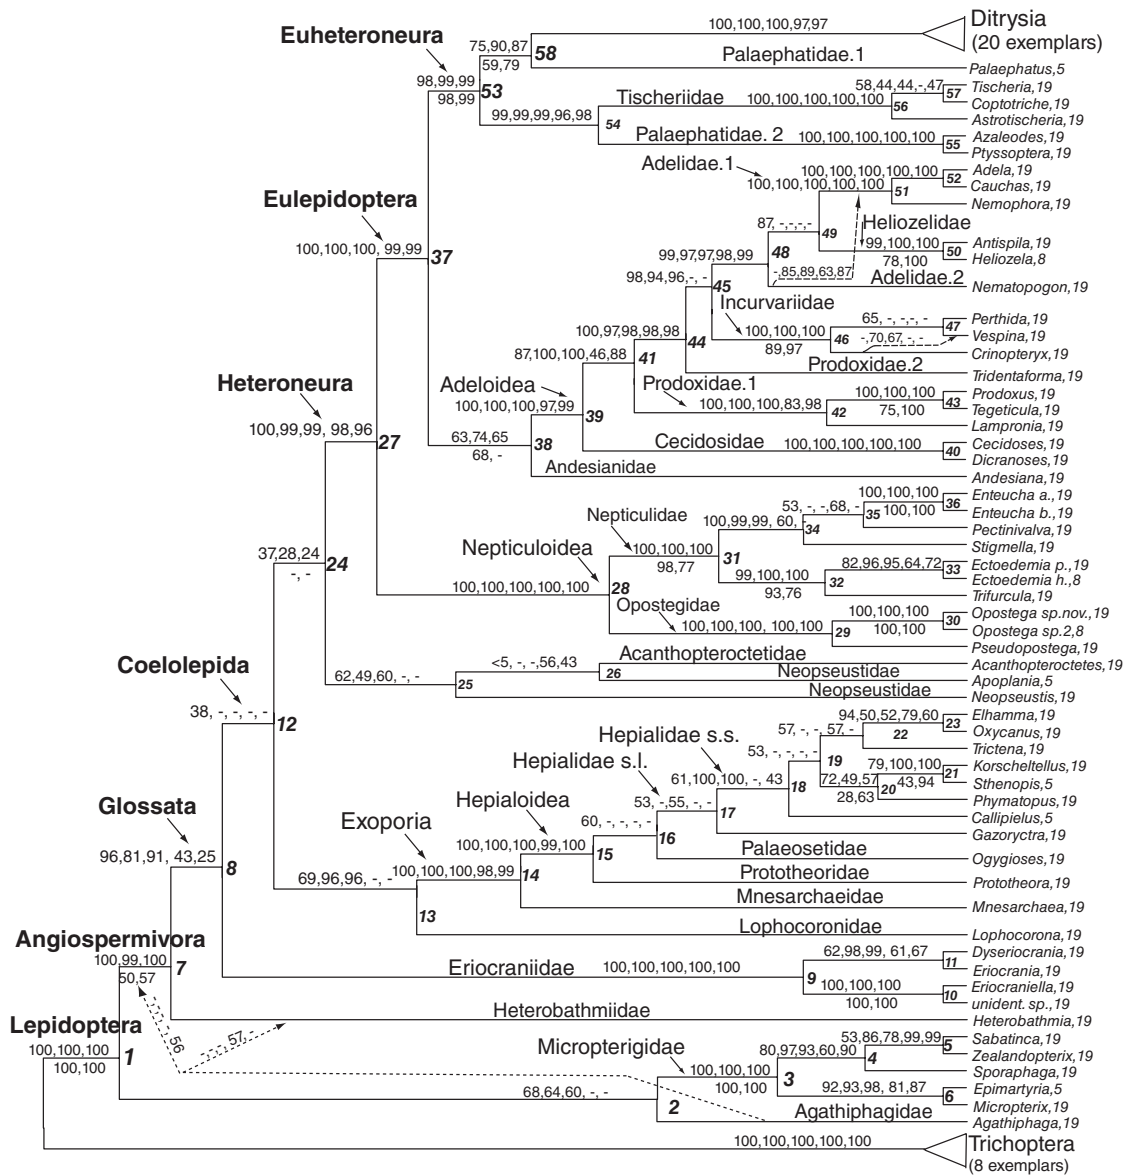 100,100,100,97,97
Ditrysia
(20 exemplars)
Euheteroneura
75,90,87
59,79
58
Palaephatidae.1
Palaephatus,5
98,99,99
98,99
53
99,99,99,96,98
54
Tischeriidae
100,100,100,100,100
56
58,44,44,-,47
57
Tischeria,19
Coptotriche,19
Astrotischeria,19
Palaephatidae. 2
100,100,100,100,100
55
Azaleodes,19
Ptyssoptera,19
Adelidae.1
100,100,100,100,100
52
100,100,100,100,100
51
Adela,19
Cauchas,19
Nemophora,19
Eulepidoptera
100,100,100, 99,99
37
87, -,-,-,-
49
Heliozelidae
99,100,100
78,100
50
Antispila,19
Heliozela,8
99,97,97,98,99
48
-,85,89,63,87
Adelidae.2
Nematopogon,19
98,94,96,-, -
45
Incurvariidae
100,100,100
89,97
46
65, -, -,-, -
47
-,70,67, -, -
Perthida,19
Vespina,19
Crinopteryx,19
100,97,98,98,98
44
Prodoxidae.2
Tridentaforma,19
87,100,100,46,88
41
Prodoxidae.1
100,100,100,83,98
42
100,100,100
75,100
43
Prodoxus,19
Tegeticula,19
Lampronia,19
Heteroneura
100,99,99, 98,96
27
Adeloidea
100,100,100,97,99
39
Cecidosidae
100,100,100,100,100
40
Cecidoses,19
Dicranoses,19
63,74,65
68, -
38
Andesianidae
Andesiana,19
Nepticulidae
100,99,99, 60, -
34
53, -, -,68, -
35
100,100,100
100,100
36
Enteucha a.,19
Enteucha b.,19
Pectinivalva,19
Stigmella,19
Nepticuloidea
100,100,100
98,77
31
99,100,100
93,76
32
82,96,95,64,72
33
Ectoedemia p.,19
Ectoedemia h.,8
Trifurcula,19
100,100,100,100,100
28
Opostegidae
100,100,100, 100,100
29
100,100,100
100,100
30
Opostega sp.nov.,19
Opostega sp.2,8
Pseudopostega,19
37,28,24
-, -
24
62,49,60, -, -
25
<5, -, -,56,43
26
Acanthopteroctetidae
Acanthopteroctetes,19
Neopseustidae
Apoplania,5
Neopseustidae
Neopseustis,19
Coelolepida
38, -, -, -, -
12
Hepialidae s.s.
57, -, -, 57, -
94,50,52,79,60
23
22
Elhamma,19
Oxycanus,19
Trictena,19
Hepialidae s.l.
53, -, -, -, -
19
72,49,57
28,63
20
79,100,100
43,94
21
Korscheltellus,19
Sthenopis,5
Phymatopus,19
61,100,100, -, 43
18
Callipielus,5
53, -,55, -, -
17
Gazoryctra,19
Hepialoidea
60, -, -, -, -
16
Palaeosetidae
Ogygioses,19
Exoporia
100,100,100,99,100
15
Prototheoridae
Prototheora,19
100,100,100,98,99
14
Mnesarchaeidae
Mnesarchaea,19
69,96,96, -, -
13
Lophocoronidae
Lophocorona,19
Glossata
96,81,91, 43,25
8
Eriocraniidae
100,100,100,100,100
9
62,98,99, 61,67
11
Dyseriocrania,19
Eriocrania,19
100,100,100
100,100
10
Eriocraniella,19
unident. sp.,19
Angiospermivora
100,99,100
50,57
7
Heterobathmiidae
Heterobathmia,19
-, -, -, -, 56
-, -, -, 57, -
Lepidoptera
100,100,100
100,100
1
68,64,60, -, -
2
Micropterigidae
100,100,100
100,100
3
80,97,93,60,90
4
53,86,78,99,99
5
Sabatinca,19
Zealandopterix,19
Sporaphaga,19
92,93,98, 81,87
6
Epimartyria,5
Micropterix,19
Agathiphagidae
Agathiphaga,19
100,100,100,100,100
Trichoptera
(8 exemplars)